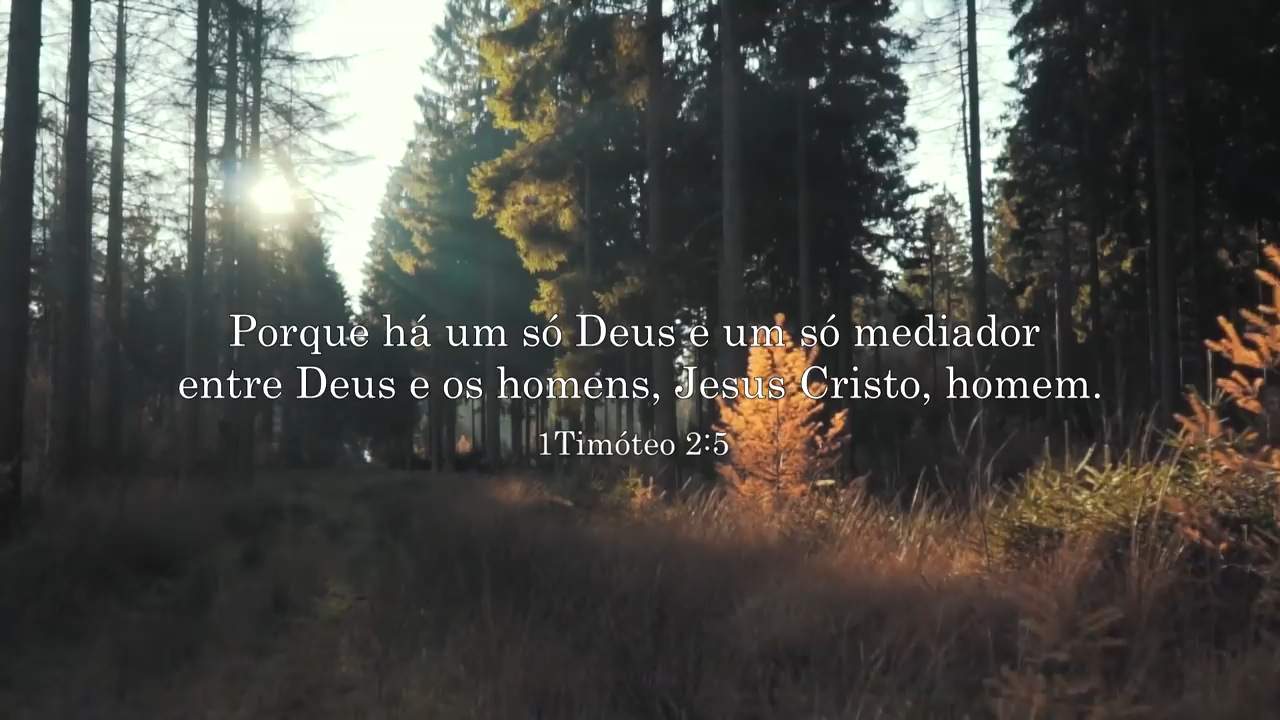 Porque há um só Deus e um só mediador
entre Deus e os homens, Jesus Cristo, homem.
1Timóteo 2:5